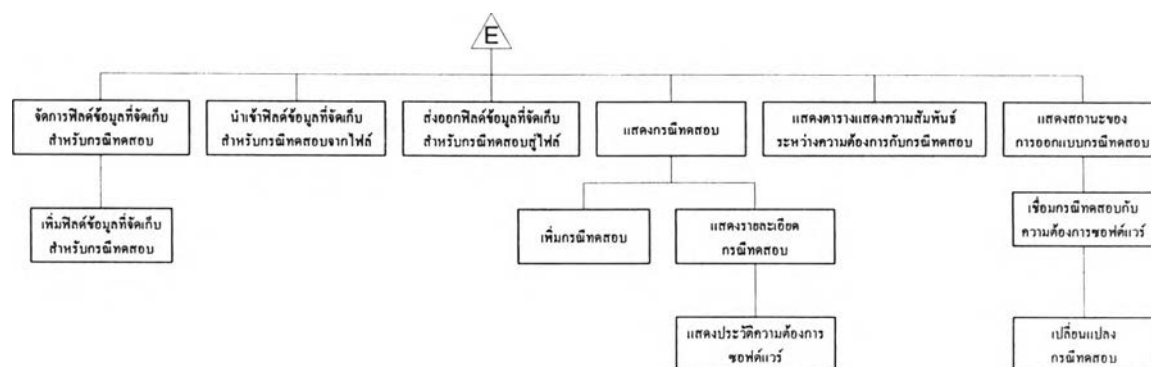 E
จัดการฟิลด์ข้อมูลที่จัดเก็บ
สำหรับกรณีทดสอบ
นำเข้าฟิลด์ข้อมูลที่จัดเก็บ
สำหรับกรณีทดสอบจากไฟล์
ส่งออกฟิลด์ข้อมูลที่จัดเก็บ
สำหรับกรณีทดสอบสู่ไฟล์
แสดงกรณีทดสอบ
แสดงตารางแสดงความสัมพันธ์
ระหว่างความต้องการกับกรณีทดสอบ
แสดงสถานะของ
การออกแบบกรณีทดสอบ
เพิ่มฟิลด์ข้อมูลที่จัดเก็บ
สำหรับกรณีทดสอบ
เพิ่มกรณีทดสอบ
แสดงรายละเอียด
กรณีทดสอบ
เชื่อมกรณีทดสอบกับ
ความต้องการซอฟต์แวร์
แสดงประวัติความต้องการ
ซอฟต์แวร์
เปลี่ยนแปลง
กรณีทดสอบ